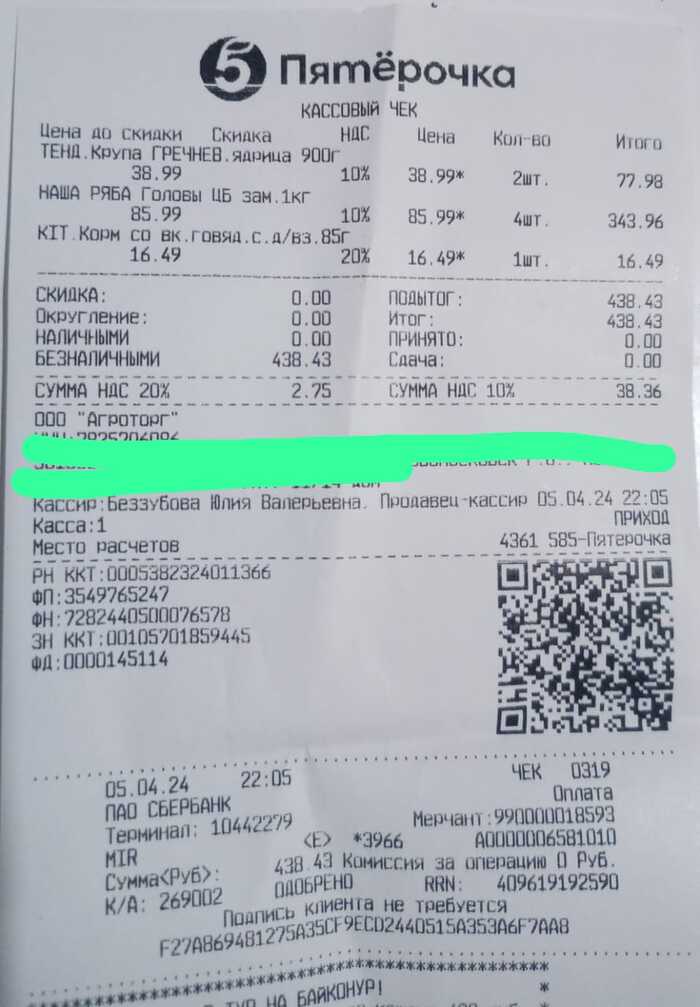 5 Пятёрочка
КАССОВЫЙ ЧЕК
Цена до скидки Скидка НДС Цена Кол-во Итого
ТЕНД.Крупа ГРЕЧНЕВ.ядрица 900г
38.99 10% 38.99* 2шт. 77.98
НАША РЯБА Головы ЦБ зам.1кг
85.99 10% 85.99* 4шт. 343.96
KIT.Корм со вк.говяд.с.д/вз.85г
16.49 20% 16.49* 1шт. 16.49
СКИДКА: 0.00 ПОДЫТОГ: 438.43
Округление: 0.00 Итог: 438.43
НАЛИЧНЫМИ 0.00 ПРИНЯТО: 0.00
БЕЗНАЛИЧНЫМИ 438.43 Сдача: 0.00
СУММА НДС 20% 2.75 СУММА НДС 10% 38.36
ООО "Агроторг"
Кассир:Беззубова Юлия Валерьевна. Продавец-кассир 05.04.24 22:05
Касса:1 ПРИХОД
Место расчетов 4361 585-Пятерочка
РН ККТ:0005382324011366
ФП:3549765247
ФН:7282440500076578
ЗН ККТ:00105701859445
ФД:0000145114
05.04.24 22:05 ЧЕК 0319
ПАО СБЕРБАНК Оплата
Терминал: 10442279 Мерчант:990000018593
MIR <E> *3966 A0000006581010
Сумма<Руб>: 438.43 Комиссия за операцию 0 Руб.
К/А: 269002 ОДОБРЕНО RRN: 409619192590
Подпись клиента не требуется
F27A869481275A35CF9ECD2440515A353A6F7AA8
ТУР НА БАЙКОНУР! *